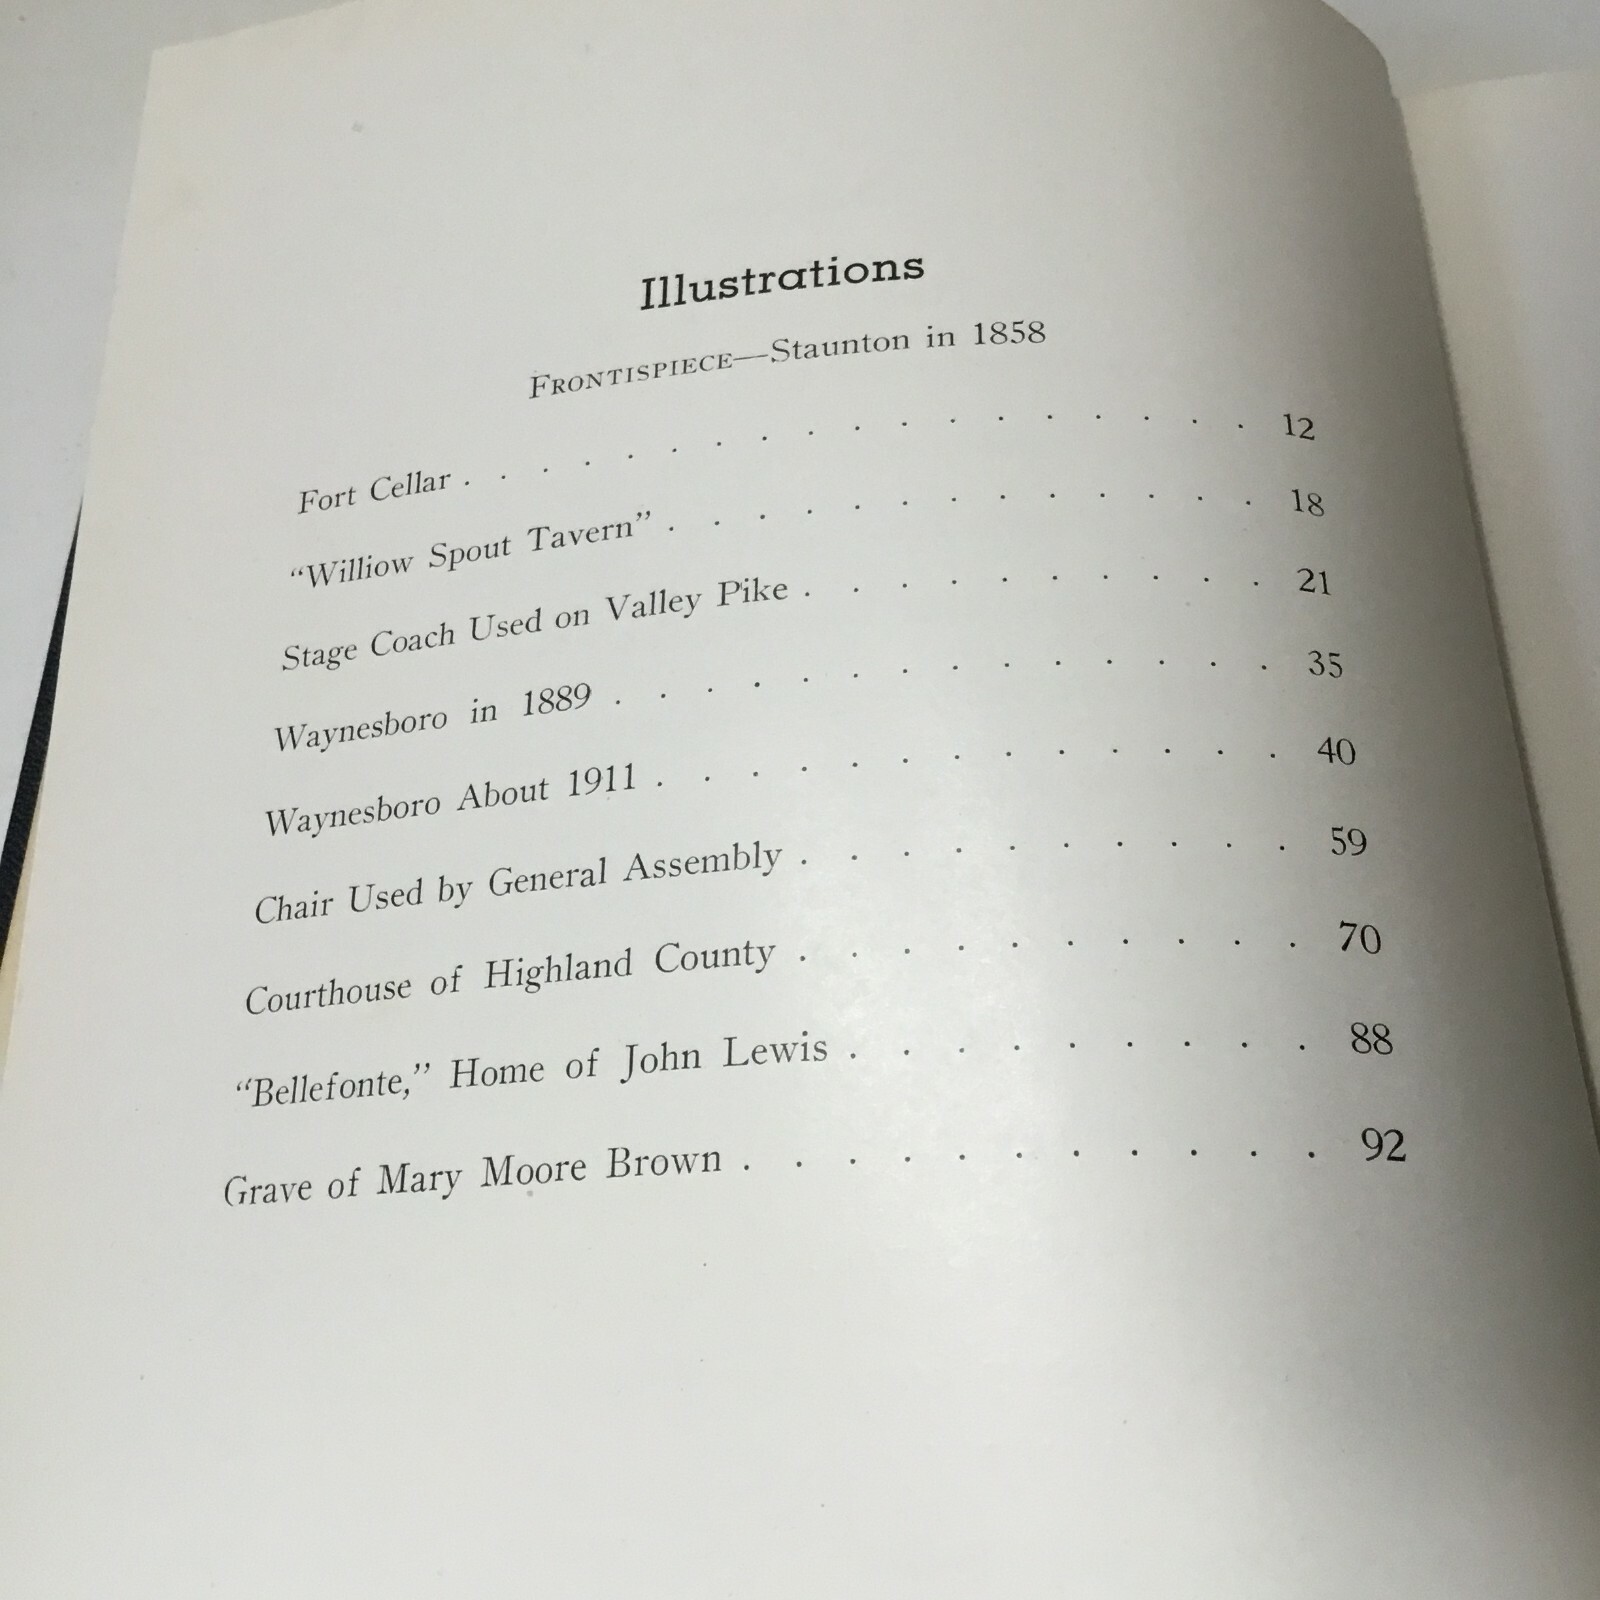 Illustrations
FRONTISPIECE—Staunton in 1858
Fort Cellar . . . . . . . . . . . . . . . . . . 12
“Williow Spout Tavern” . . . . . . . . . . . . . 18
Stage Coach Used on Valley Pike . . . . . . . . . . 21
Waynesboro in 1889 . . . . . . . . . . . . . . 35
Waynesboro About 1911 . . . . . . . . . . . . . 40
Chair Used by General Assembly . . . . . . . . . . 59
Courthouse of Highland County . . . . . . . . . . 70
“Bellefonte,” Home of John Lewis . . . . . . . . . 88
Grave of Mary Moore Brown . . . . . . . . . . . 92